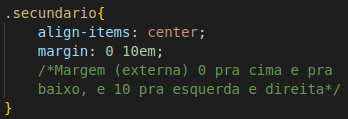 .secundario{
align-items: center;
margin: 0 10em;
/*Margem (externa) 0 pra cima e pra
baixo, e 10 pra esquerda e direita*/
}